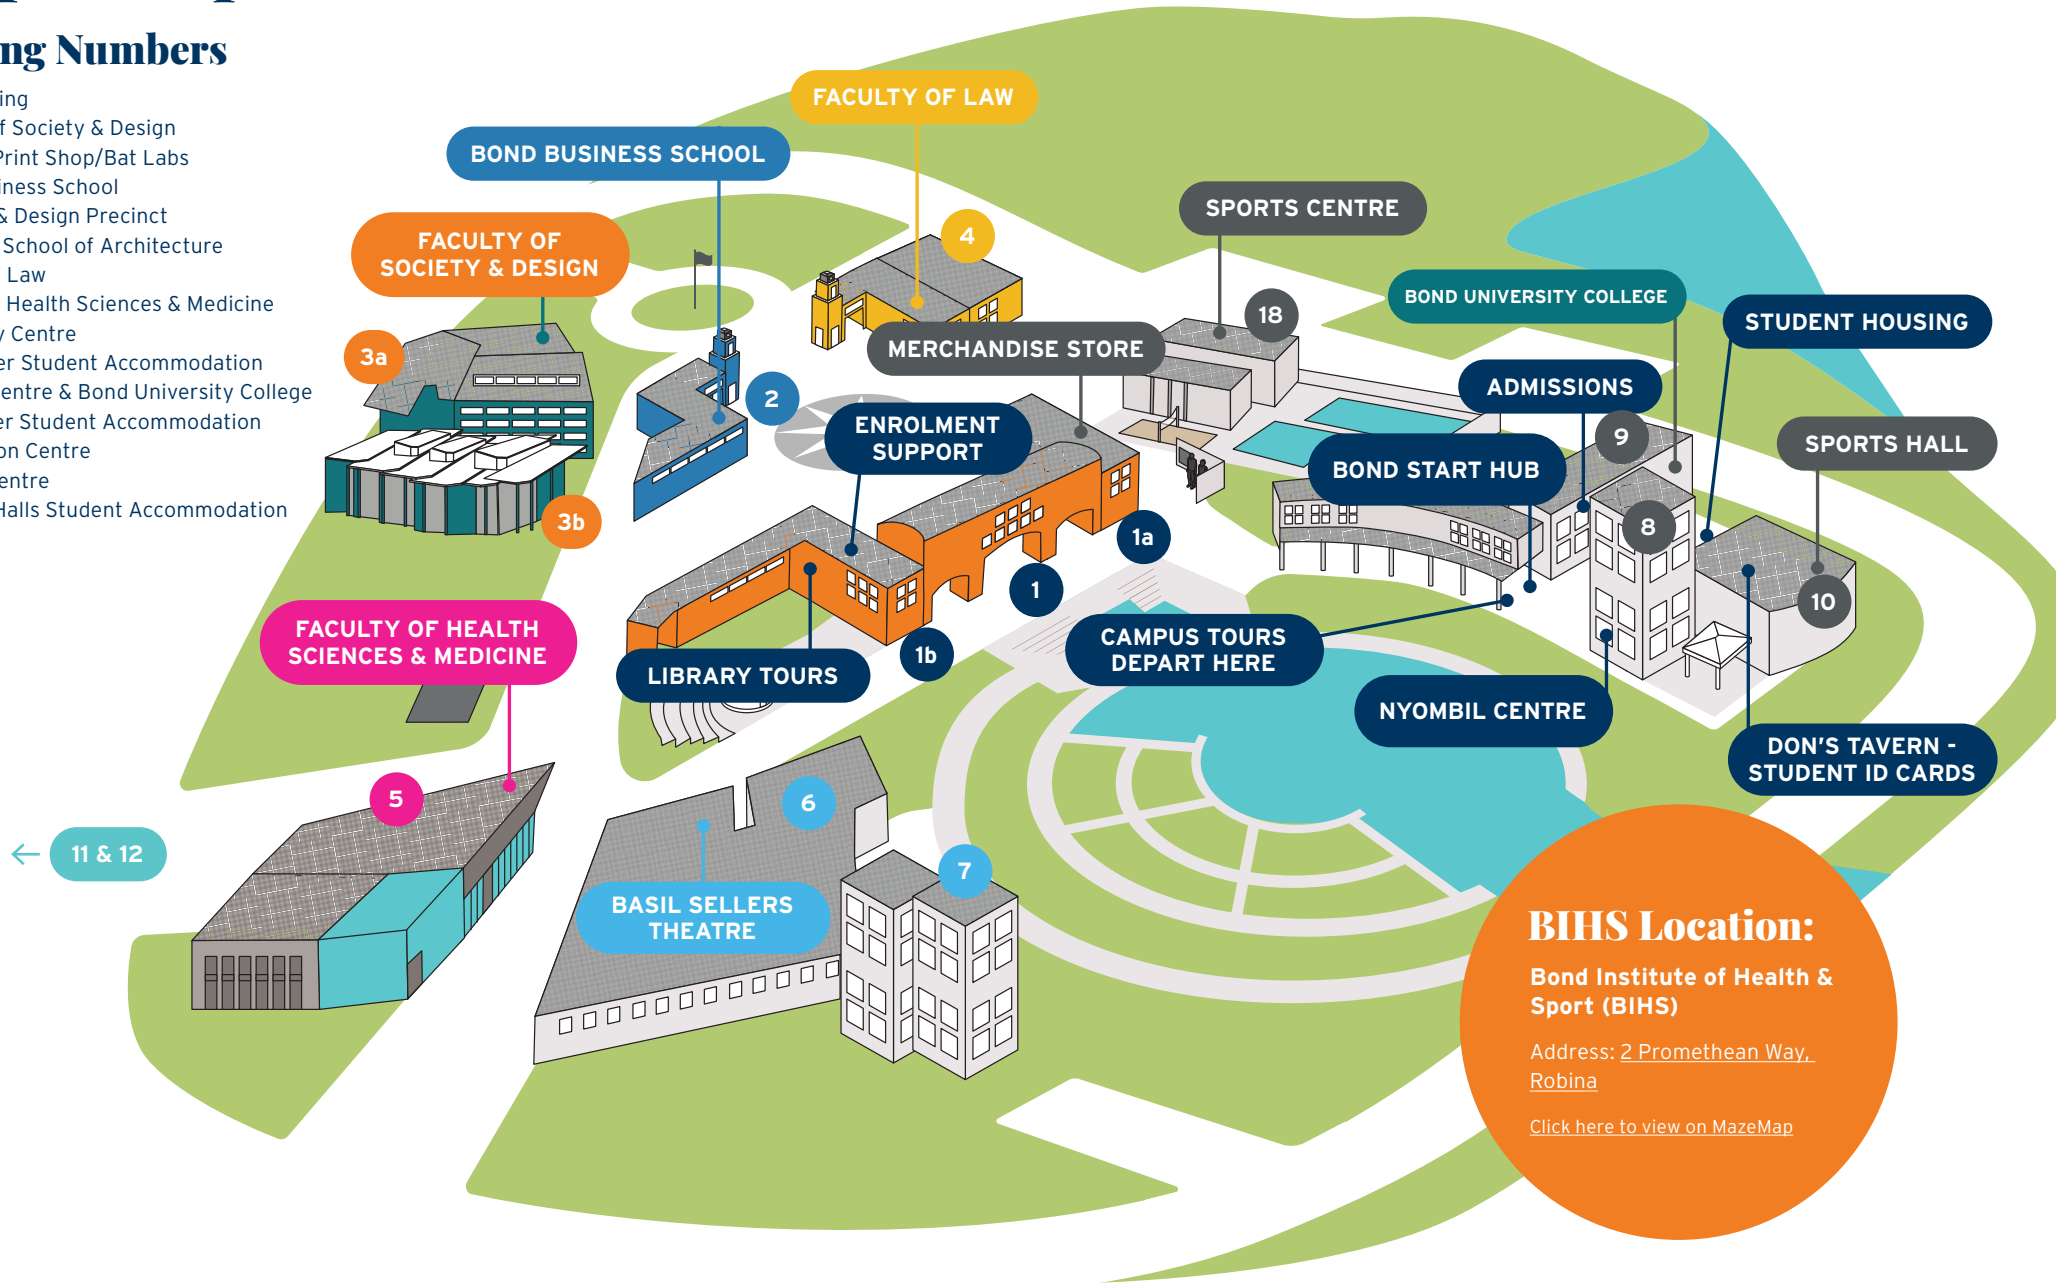 ng Numbers
ing
f Society & Design
Print Shop/Bat Labs
iness School
& Design Precinct
School of Architecture
Law
Health Sciences & Medicine
y Centre
er Student Accommodation
entre & Bond University College
er Student Accommodation
on Centre
entre
Halls Student Accommodation
FACULTY OF LAW
BOND BUSINESS SCHOOL
FACULTY OF
SOCIETY & DESIGN
4
SPORTS CENTRE
BOND UNIVERSITY COLLEGE
18
STUDENT HOUSING
MERCHANDISE STORE
3a
ADMISSIONS
2
ENROLMENT
SUPPORT
9
SPORTS HALL
BOND START HUB
3b
8
1a
1
10
FACULTY OF HEALTH
SCIENCES & MEDICINE
CAMPUS TOURS
DEPART HERE
1b
LIBRARY TOURS
NYOMBIL CENTRE
DON'S TAVERN -
STUDENT ID CARDS
5
6
11 & 12
7
BASIL SELLERS
THEATRE
BIHS Location:
Bond Institute of Health &
Sport (BIHS)
Address: 2 Promethean Way,
Robina
Click here to view on MazeMap